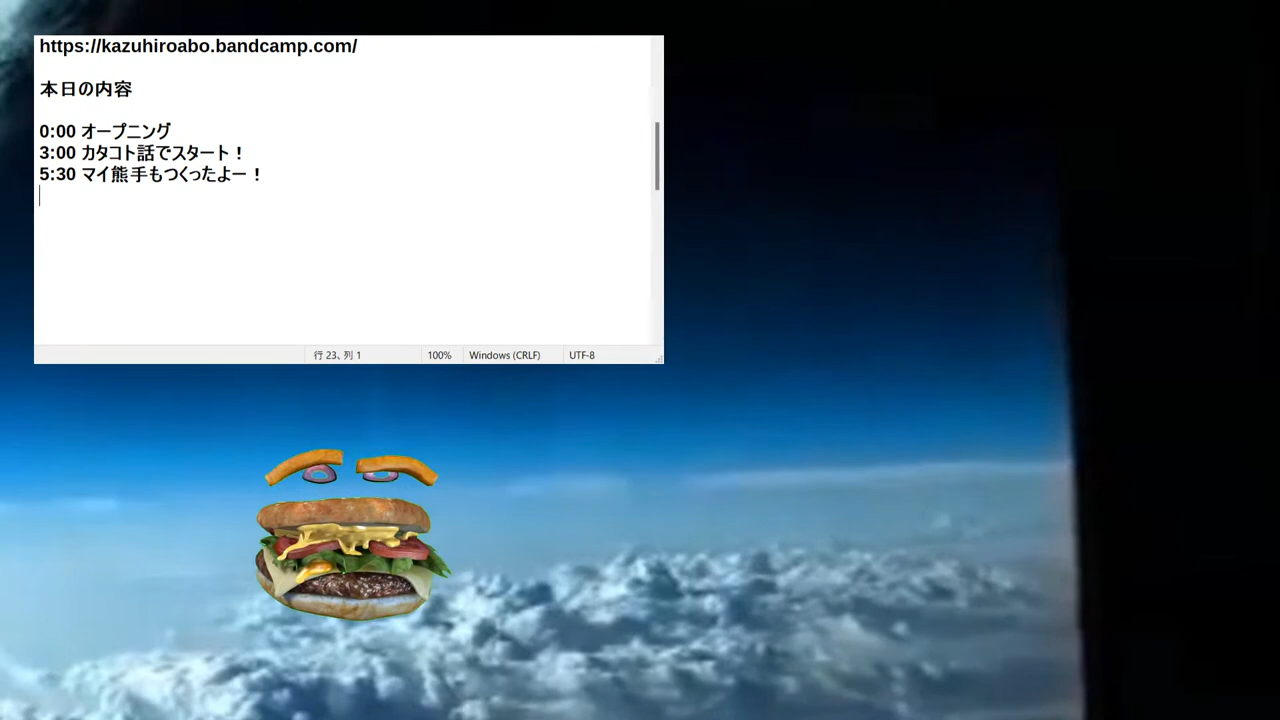 https://kazuhiroabo.bandcamp.com/
本日の内容
0:00 オープニング
3:00 カタコト話でスタート！
5:30 マイ熊手もつくったよー！
行 23、列 1
100%
Windows (CRLF)
UTF-8